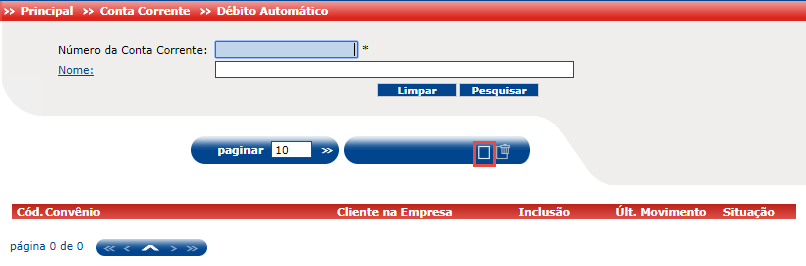 >> Principal >> Conta Corrente >> Débito Automático
Número da Conta Corrente: *
Nome:
Limpar Pesquisar
paginar 10 >>
Cód. Convênio Cliente na Empresa Inclusão Últ. Movimento Situação
página 0 de 0 << < > >>